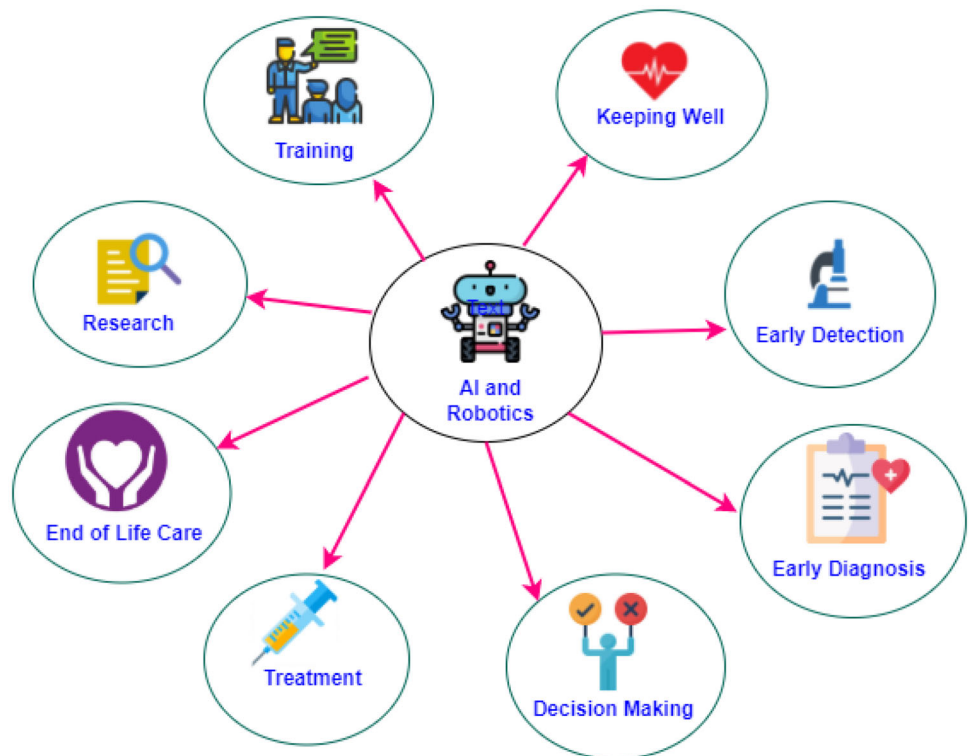 Training
Keeping Well
Research
Text
Early Detection
AI and
Robotics
End of Life Care
Early Diagnosis
Treatment
Decision Making